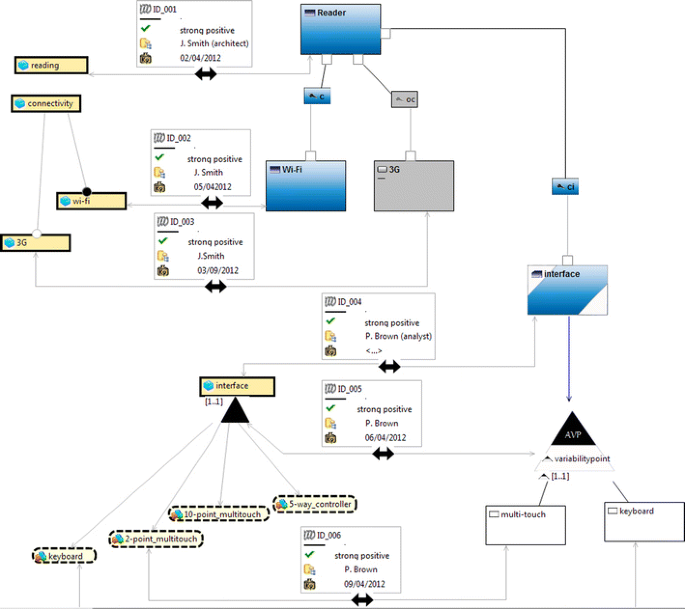 ID_001
strong positive
J. Smith (architect)
02/04/2012
Reader
reading
connectivity
c
oc
ID_002
strong positive
J. Smith
05/042012
Wi-Fi
3G
ci
wi-fi
ID_003
strong positive
J.Smith
03/09/2012
3G
interface
ID_004
strong positive
P. Brown (analyst)
<...>
interface
[1..1]
ID_005
strong positive
P. Brown
06/04/2012
AVP
variabilitypoint
[1..1]
5-way_controller
10-point_multitouch
2-point_multitouch
keyboard
multi-touch
keyboard
ID_006
strong positive
P. Brown
09/04/2012